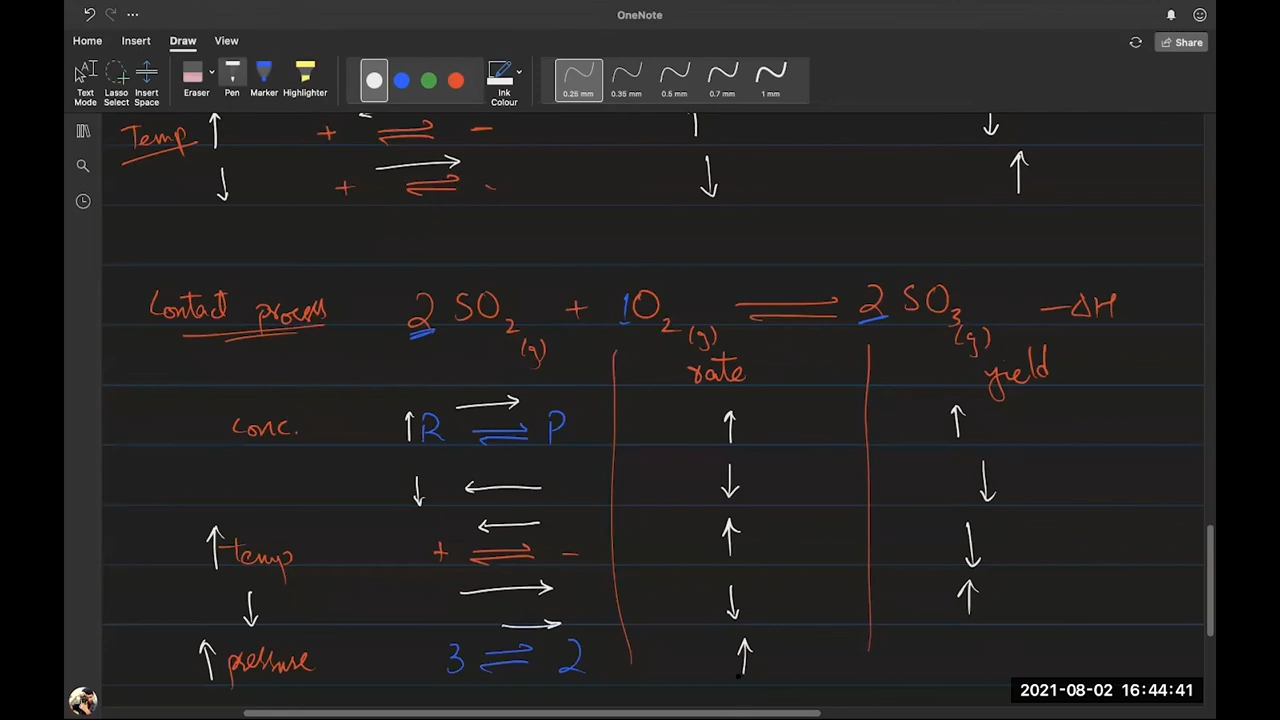 OneNote
Home Insert Draw View
Share
Text Mode Lasso Select Insert Space Eraser Pen Marker Highlighter Ink Colour 0.25 mm 0.35 mm 0.5 mm 0.7 mm 1 mm
Temp ↑ + ⇌ - ↑ ↓
↓ → + ⇌ - ↓ ↑
Contact process 2 SO₂ (g) + 1O₂ (g) ⇌ 2 SO₃ (g) -ΔH
rate yield
conc. ↑ R ⇌ P → ↑ ↑
↓ ← ↓ ↓
↑ temp + ⇌ - ← ↑ ↓
↓ → ↓ ↑
↑ pressure 3 ⇌ 2 → ↑
2021-08-02 16:44:41